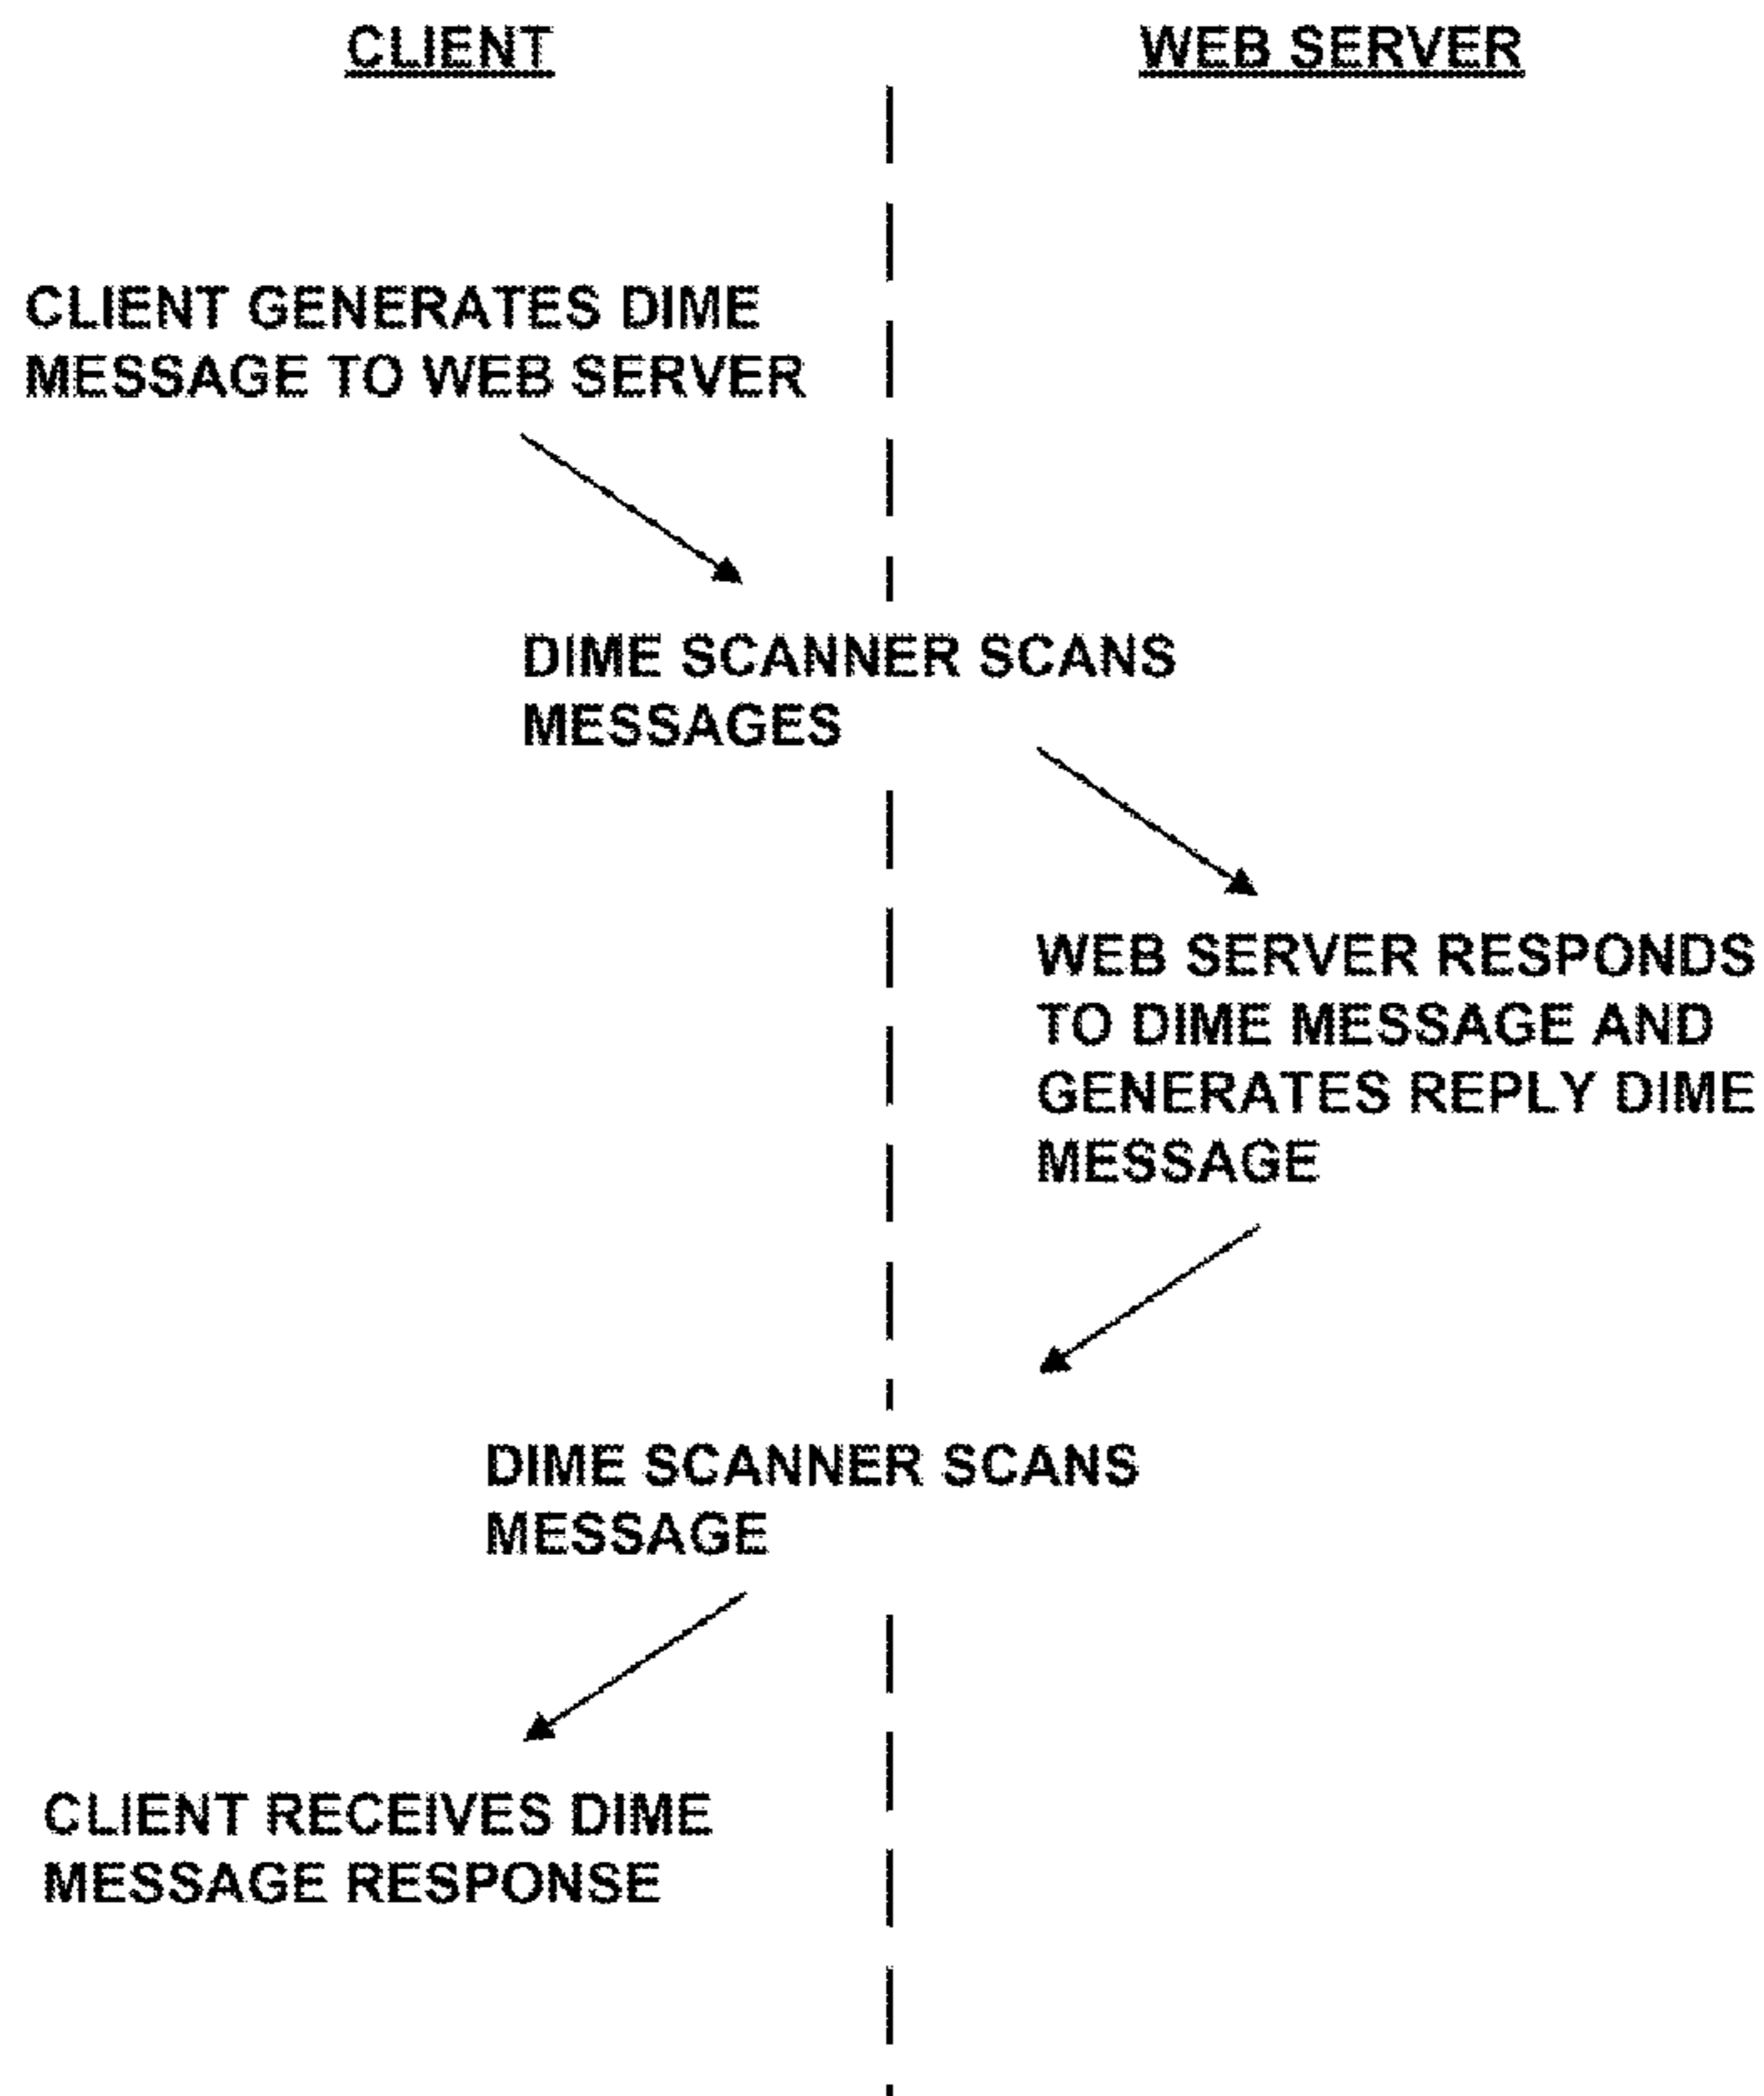 CLIENT
WEB SERVER
CLIENT GENERATES DIME
MESSAGE TO WEB SERVER
DIME SCANNER SCANS
MESSAGES
WEB SERVER RESPONDS
TO DIME MESSAGE AND
GENERATES REPLY DIME
MESSAGE
DIME SCANNER SCANS
MESSAGE
CLIENT RECEIVES DIME
MESSAGE RESPONSE